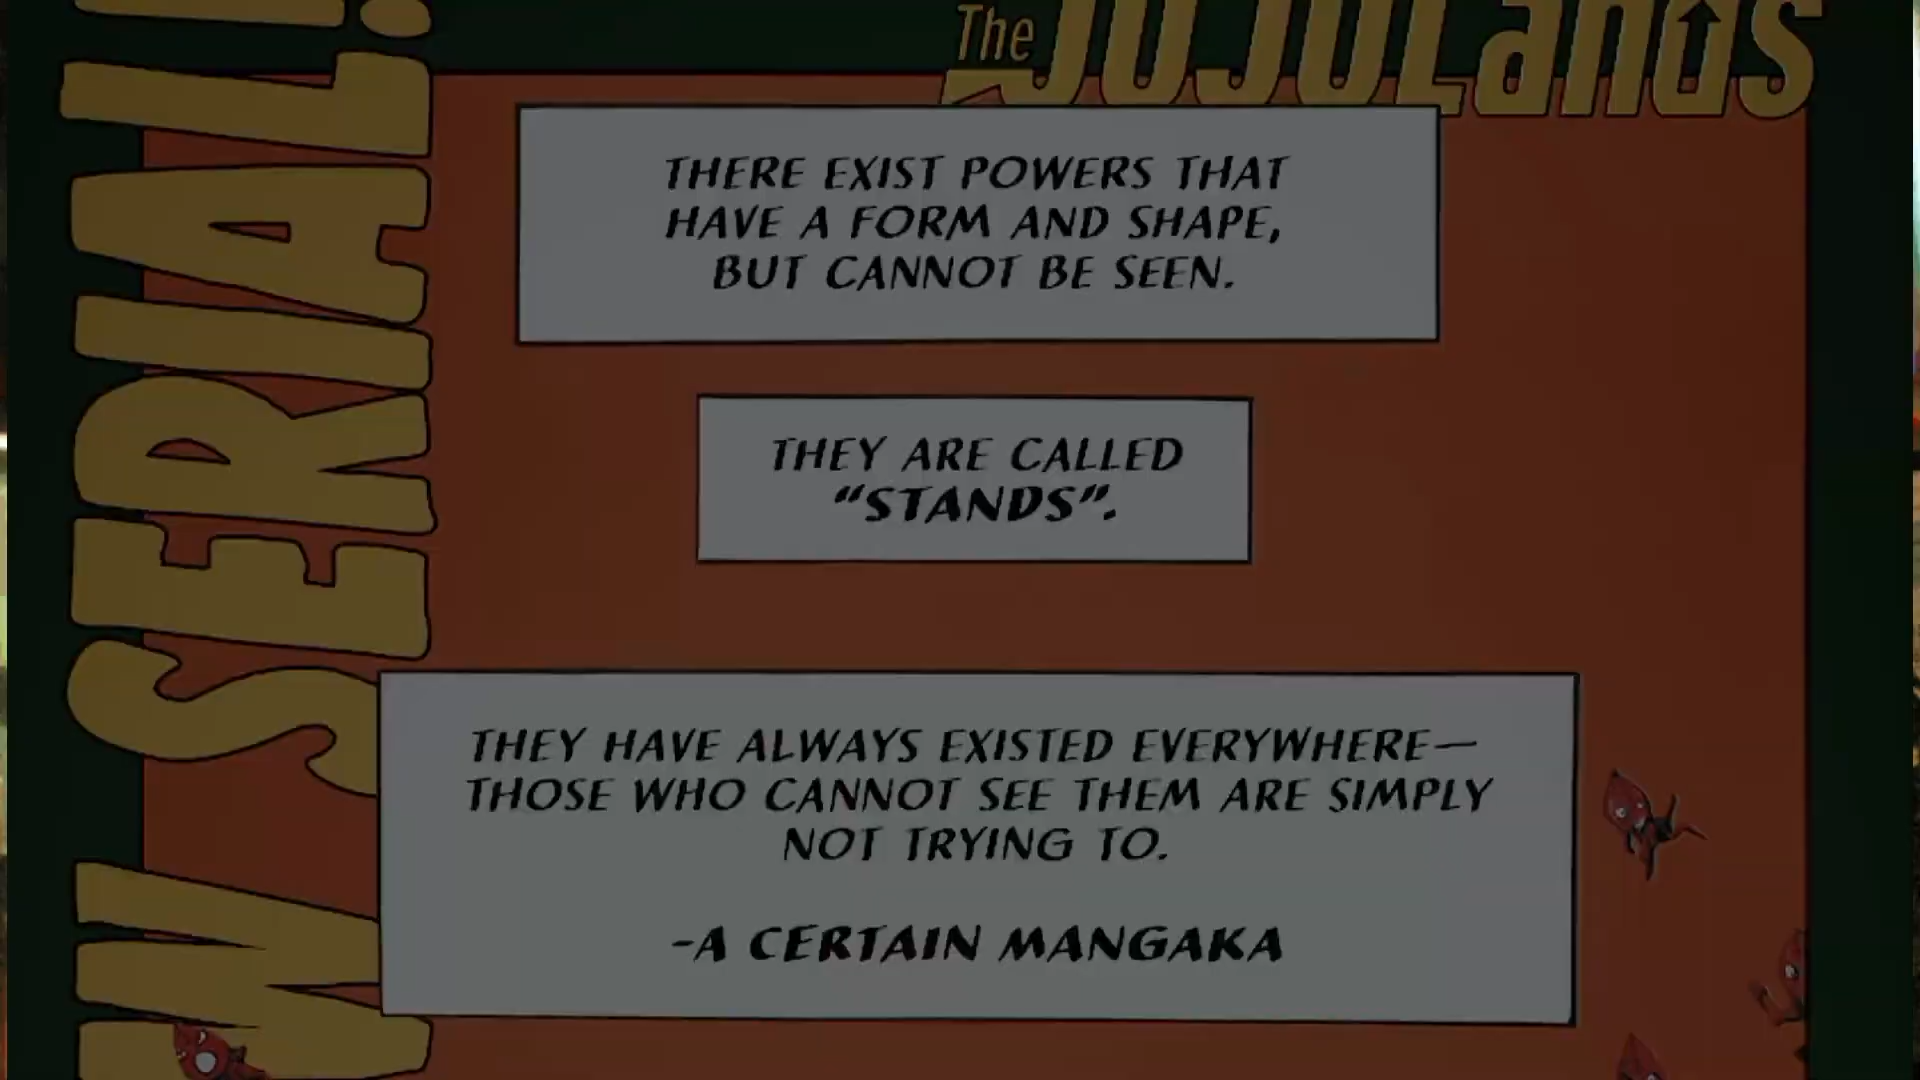 The JOJOLands
W SERIAL!
THERE EXIST POWERS THAT
HAVE A FORM AND SHAPE,
BUT CANNOT BE SEEN.
THEY ARE CALLED
“STANDS”.
THEY HAVE ALWAYS EXISTED EVERYWHERE—
THOSE WHO CANNOT SEE THEM ARE SIMPLY
NOT TRYING TO.
-A CERTAIN MANGAKA